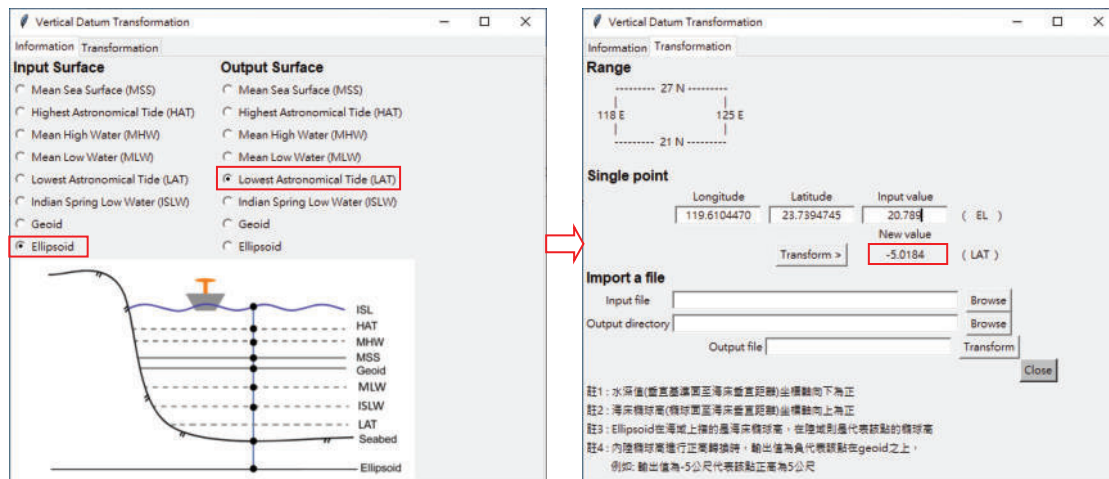 Vertical Datum Transformation
Information Transformation
Input Surface Output Surface
Mean Sea Surface (MSS) Mean Sea Surface (MSS)
Highest Astronomical Tide (HAT) Highest Astronomical Tide (HAT)
Mean High Water (MHW) Mean High Water (MHW)
Mean Low Water (MLW) Mean Low Water (MLW)
Lowest Astronomical Tide (LAT) Lowest Astronomical Tide (LAT)
Indian Spring Low Water (ISLW) Indian Spring Low Water (ISLW)
Geoid Geoid
Ellipsoid Ellipsoid
ISL
HAT
MHW
MSS
Geoid
MLW
ISLW
LAT
Seabed
Ellipsoid
Vertical Datum Transformation
Information Transformation
Range
--------- 27 N ---------
118 E 125 E
--------- 21 N ---------
Single point
Longitude Latitude Input value
119.6104470 23.7394745 20.789 ( EL )
New value
Transform > -5.0184 ( LAT )
Import a file
Input file Browse
Output directory Browse
Output file Transform
Close
註1 : 水深值(垂直基準面至海床垂直距離)坐標軸向下為正
註2 : 海床橢球高(橢球面至海床垂直距離)坐標軸向上為正
註3 : Ellipsoid在海域上指的是海床橢球高，在陸域則是代表該點的橢球高
註4 : 內陸橢球高進行正高轉換時，輸出值為負代表該點在geoid之上，
例如: 輸出值為-5公尺代表該點正高為5公尺